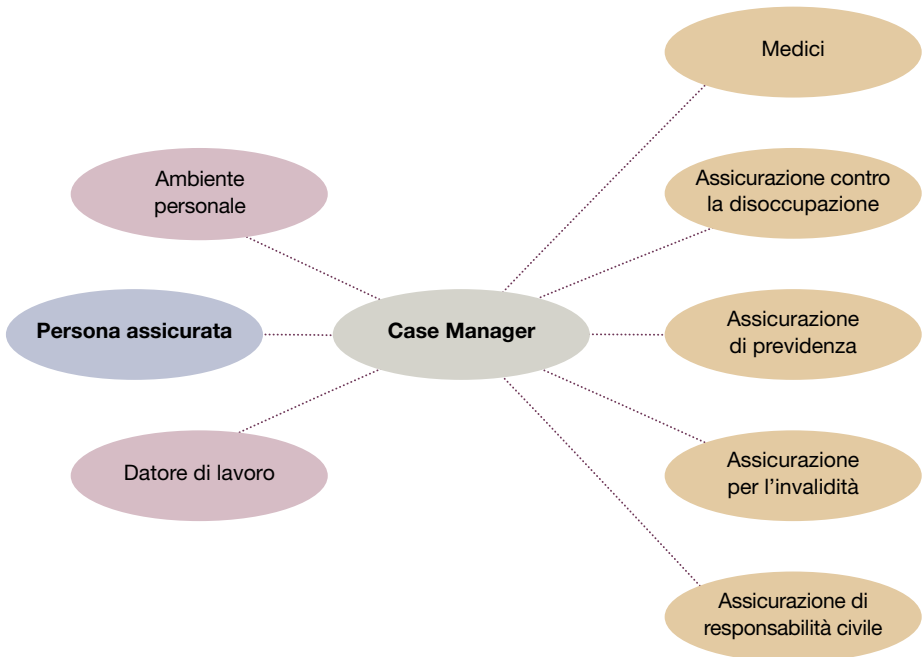 Medici
Ambiente
personale
Assicurazione contro
la disoccupazione
Persona assicurata
Case Manager
Assicurazione
di previdenza
Datore di lavoro
Assicurazione
per l'invalidità
Assicurazione di
responsabilità civile